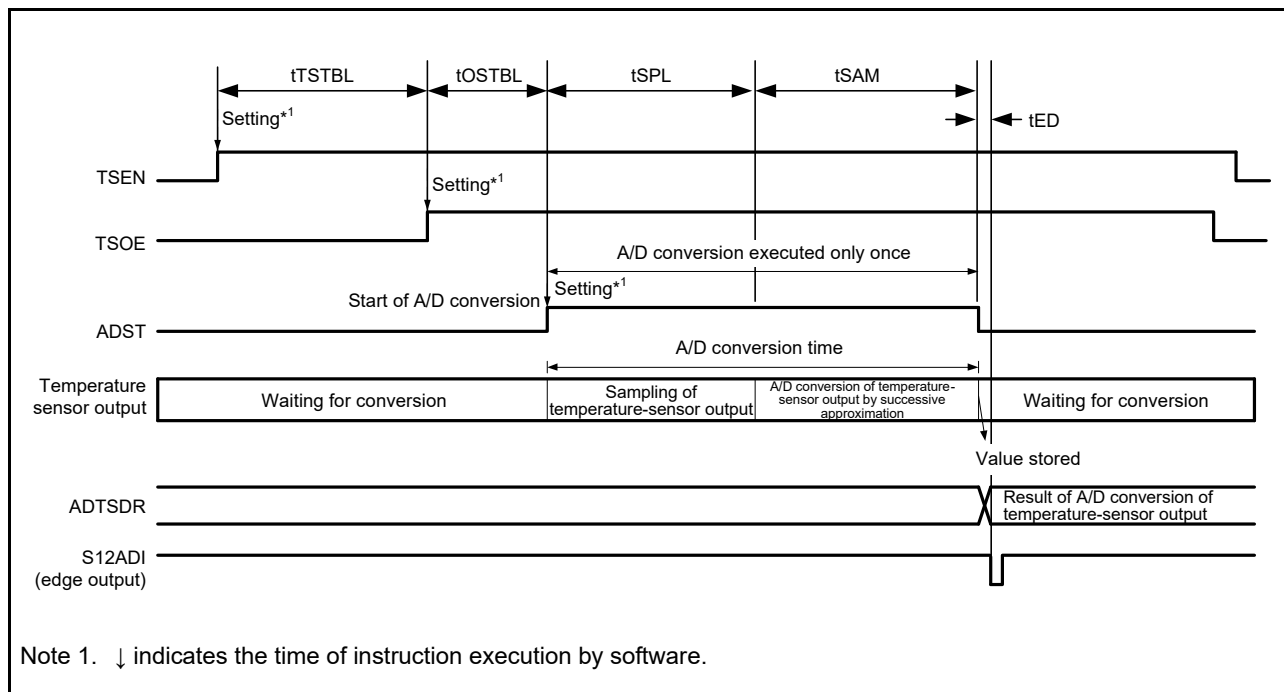 tTSTBL
tOSTBL
tSPL
tSAM
Setting*1
tED
TSEN
Setting*1
TSOE
A/D conversion executed only once
Start of A/D conversion
Setting*1
ADST
A/D conversion time
Temperature
sensor output
Waiting for conversion
Sampling of
temperature-sensor output
A/D conversion of temperature-
sensor output by successive
approximation
Waiting for conversion
Value stored
ADTSDR
Result of A/D conversion of
temperature-sensor output
S12ADI
(edge output)
Note 1. ↓ indicates the time of instruction execution by software.